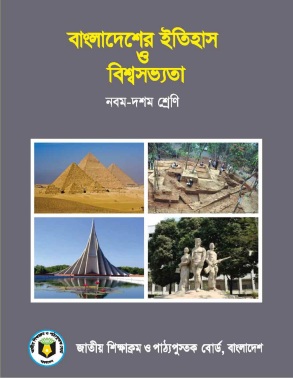 বাংলাদেশের ইতিহাস
ও
বিশ্বসভ্যতা
নবম-দশম শ্রেণি
জাতীয় শিক্ষাক্রম ও পাঠ্যপুস্তক বোর্ড, বাংলাদেশ